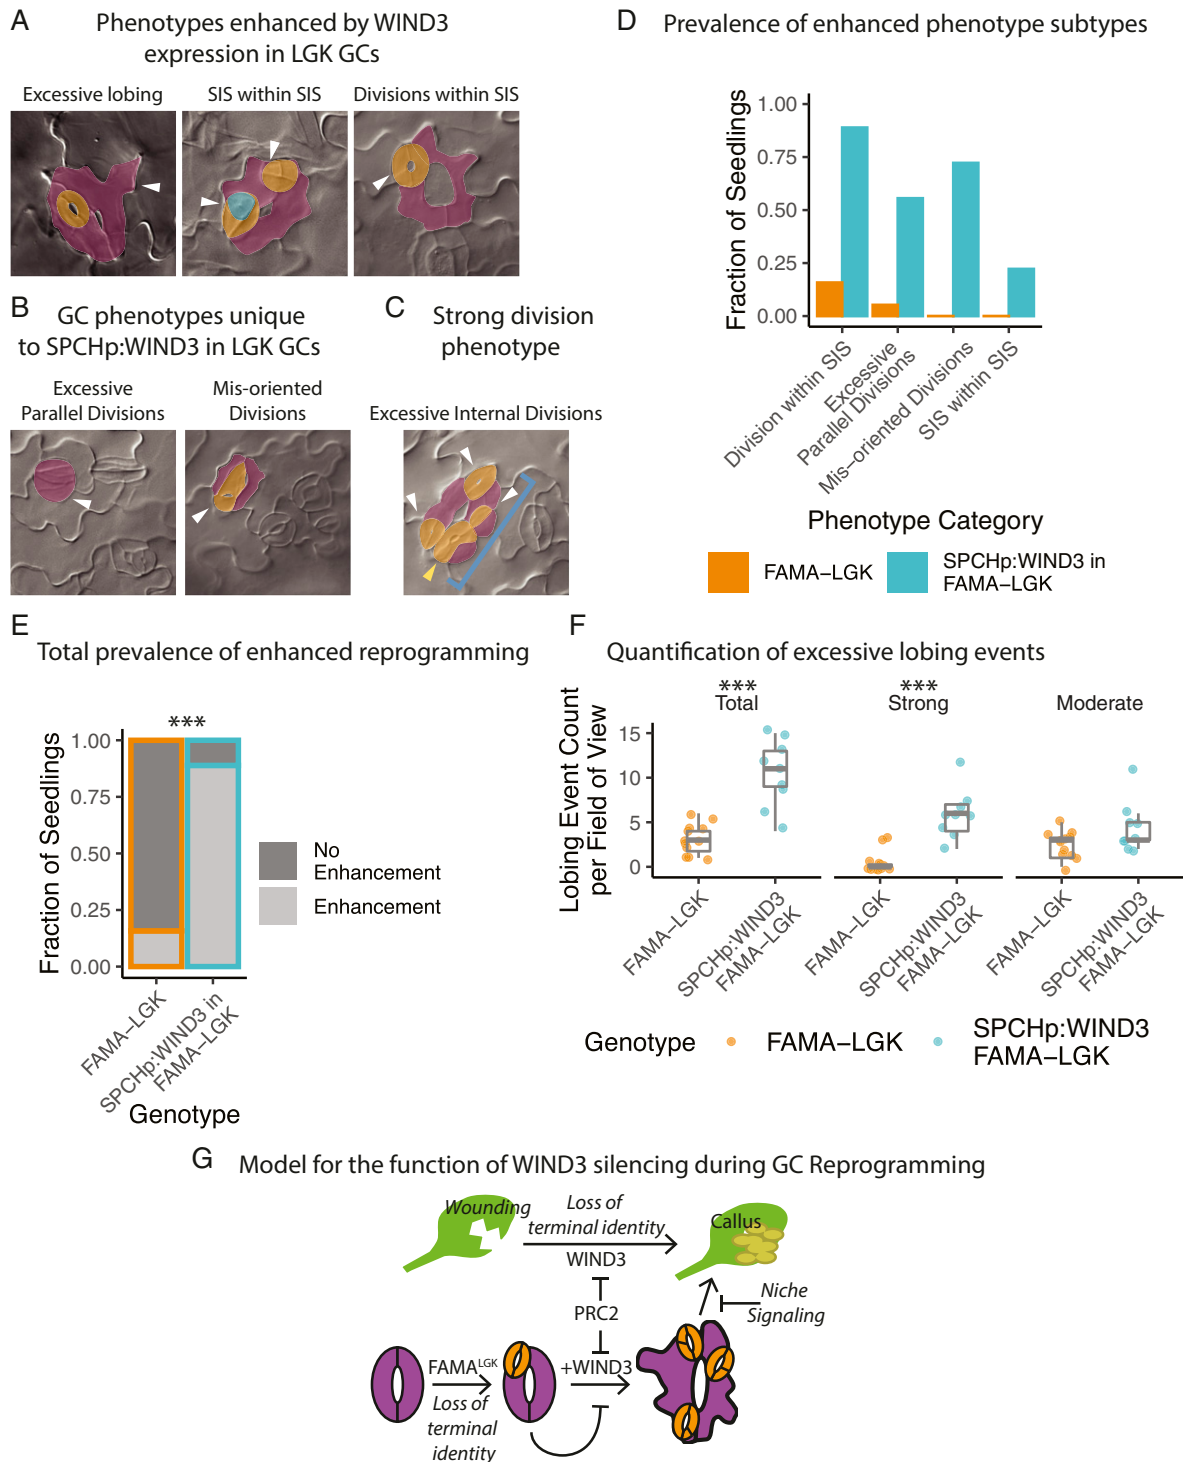 A
Phenotypes enhanced by WIND3
expression in LGK GCs
Excessive lobing
SIS within SIS
Divisions within SIS
B
GC phenotypes unique
to SPCHp:WIND3 in LGK GCs
Excessive
Parallel Divisions
Mis-oriented
Divisions
C
Strong division
phenotype
Excessive Internal Divisions
D
Prevalence of enhanced phenotype subtypes
Fraction of Seedlings
1.00
0.75
0.50
0.25
0.00
Division within SIS
Excessive
Parallel Divisions
Mis−oriented Divisions
SIS within SIS
Phenotype Category
FAMA−LGK
SPCHp:WIND3 in
FAMA−LGK
E
Total prevalence of enhanced reprogramming
***
Fraction of Seedlings
1.00
0.75
0.50
0.25
0.00
FAMA−LGK
SPCHp:WIND3 in
FAMA−LGK
Genotype
No
Enhancement
Enhancement
F
Quantification of excessive lobing events
***
Total
***
Strong
Moderate
Lobing Event Count
per Field of View
15
10
5
0
FAMA−LGK
SPCHp:WIND3
FAMA−LGK
FAMA−LGK
SPCHp:WIND3
FAMA−LGK
FAMA−LGK
SPCHp:WIND3
FAMA−LGK
Genotype
FAMA−LGK
SPCHp:WIND3
FAMA−LGK
G
Model for the function of WIND3 silencing during GC Reprogramming
Wounding
Loss of
terminal identity
WIND3
Callus
PRC2
Niche
Signaling
FAMA^LGK
Loss of
terminal
identity
+WIND3